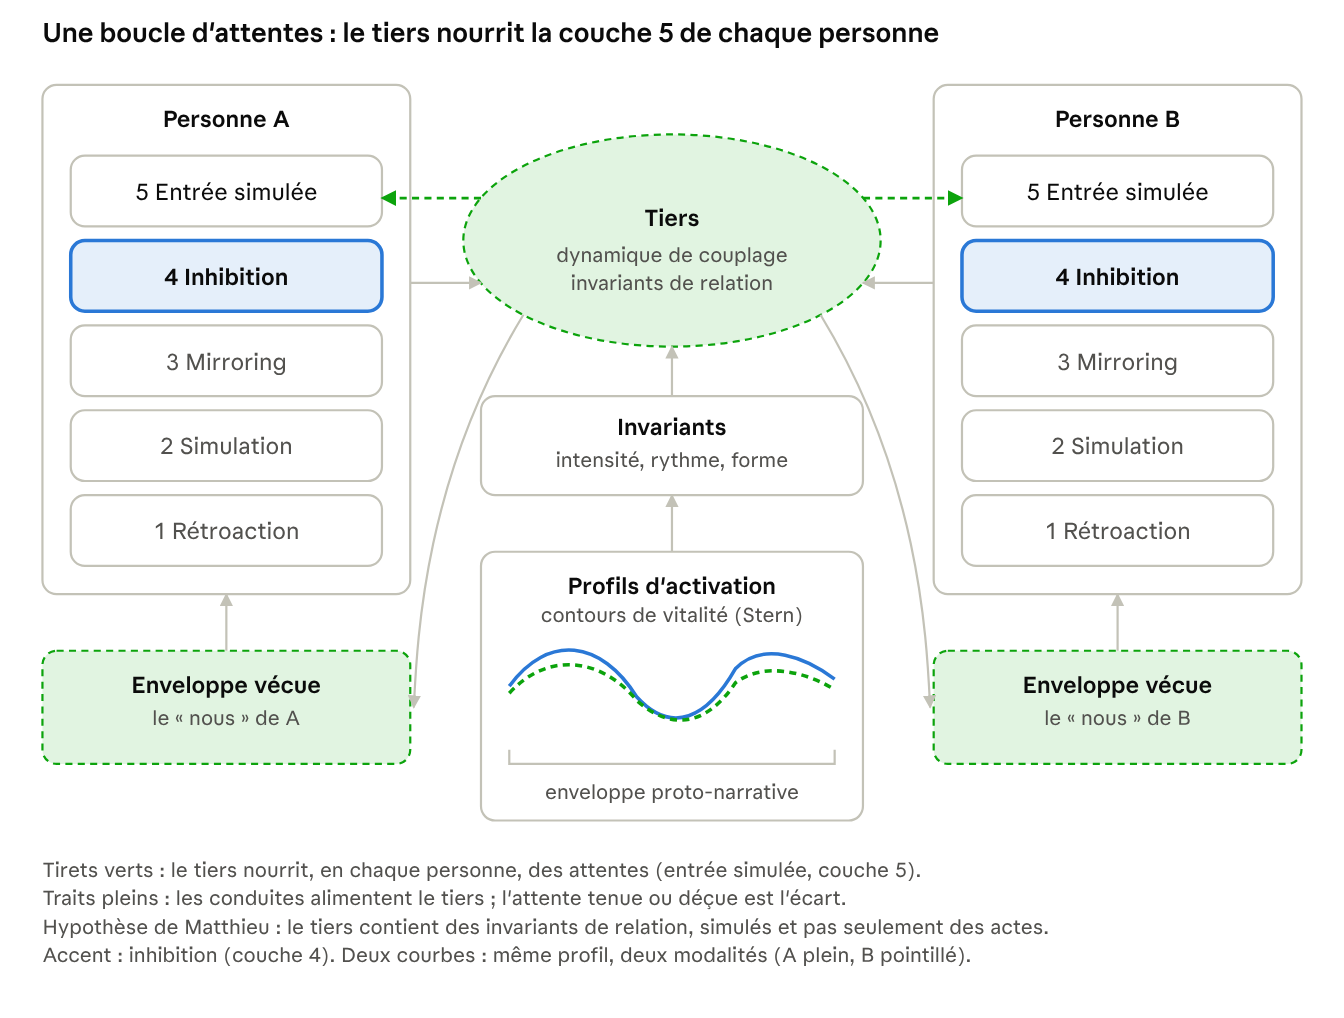 Une boucle d'attentes : le tiers nourrit la couche 5 de chaque personne
Personne A
5 Entrée simulée
4 Inhibition
3 Mirroring
2 Simulation
1 Rétroaction
Enveloppe vécue
le « nous » de A
Tiers
dynamique de couplage
invariants de relation
Invariants
intensité, rythme, forme
Profils d'activation
contours de vitalité (Stern)
enveloppe proto-narrative
Personne B
5 Entrée simulée
4 Inhibition
3 Mirroring
2 Simulation
1 Rétroaction
Enveloppe vécue
le « nous » de B
Tirets verts : le tiers nourrit, en chaque personne, des attentes (entrée simulée, couche 5).
Traits pleins : les conduites alimentent le tiers ; l'attente tenue ou déçue est l'écart.
Hypothèse de Matthieu : le tiers contient des invariants de relation, simulés et pas seulement des actes.
Accent : inhibition (couche 4). Deux courbes : même profil, deux modalités (A plein, B pointillé).